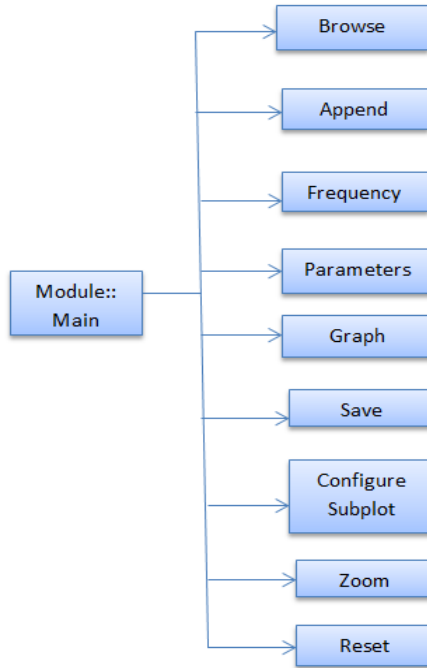 Browse
Append
Frequency
Parameters
Module::
Main
Graph
Save
Configure
Subplot
Zoom
Reset